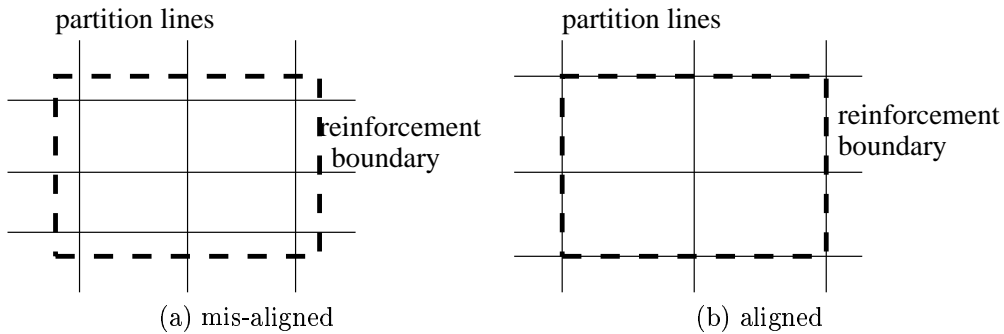 partition lines
reinforcement
boundary
(a) mis-aligned
partition lines
reinforcement
boundary
(b) aligned